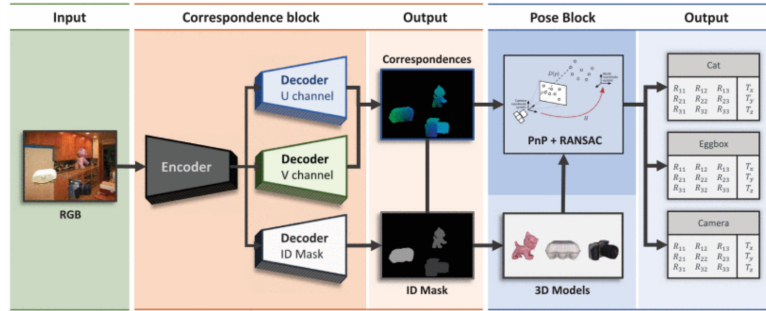 Input
Correspondence block
Output
Pose Block
Output
Correspondences
Decoder
U channel
Decoder
V channel
Decoder
ID Mask
Encoder
RGB
ID Mask
PnP + RANSAC
3D Models
Cat
R11 R12 R13 Tx
R21 R22 R23 Ty
R31 R32 R33 Tz
Eggbox
R11 R12 R13 Tx
R21 R22 R23 Ty
R31 R32 R33 Tz
Camera
R11 R12 R13 Tx
R21 R22 R23 Ty
R31 R32 R33 Tz